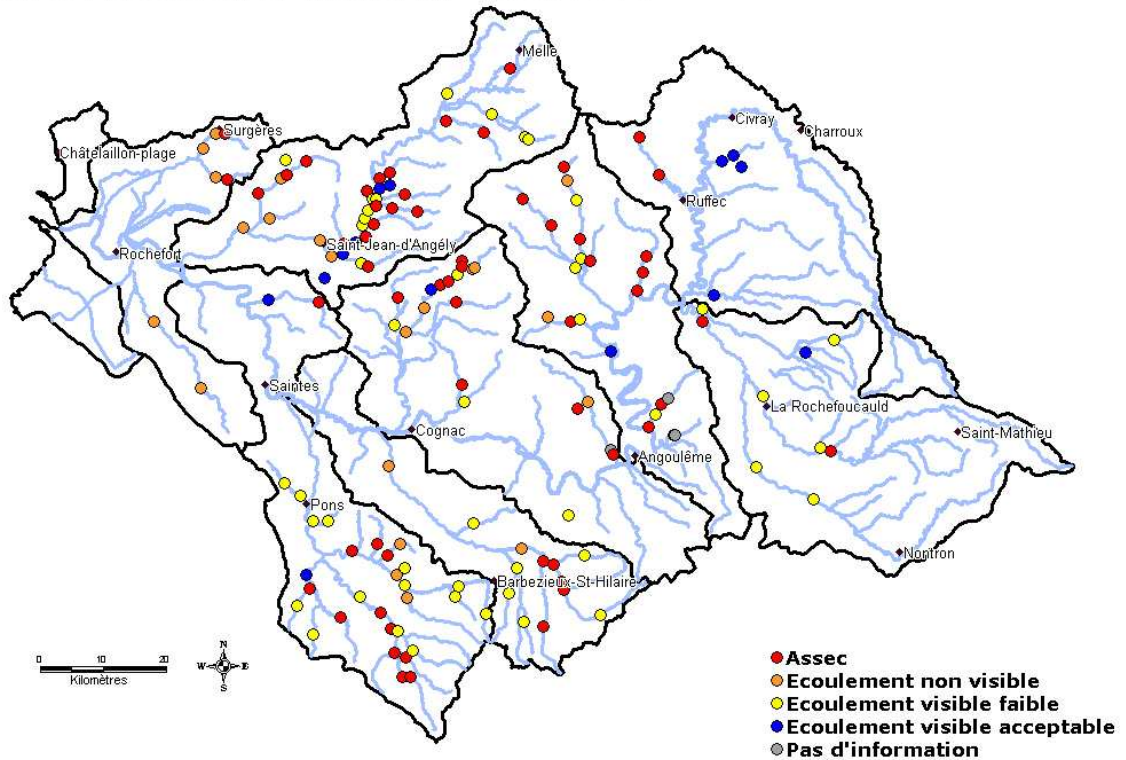 Melle
Civray
Charroux
Surgères
Châtelaillon-plage
Ruffec
Saint-Jean-d'Angély
Rochefort
Saintes
La Rochefoucauld
Cognac
Saint-Mathieu
Angoulême
Pons
Nontron
Barbezieux-St-Hilaire
0 10 20
Kilomètres
N
W E
S
Assec
Ecoulement non visible
Ecoulement visible faible
Ecoulement visible acceptable
Pas d'information